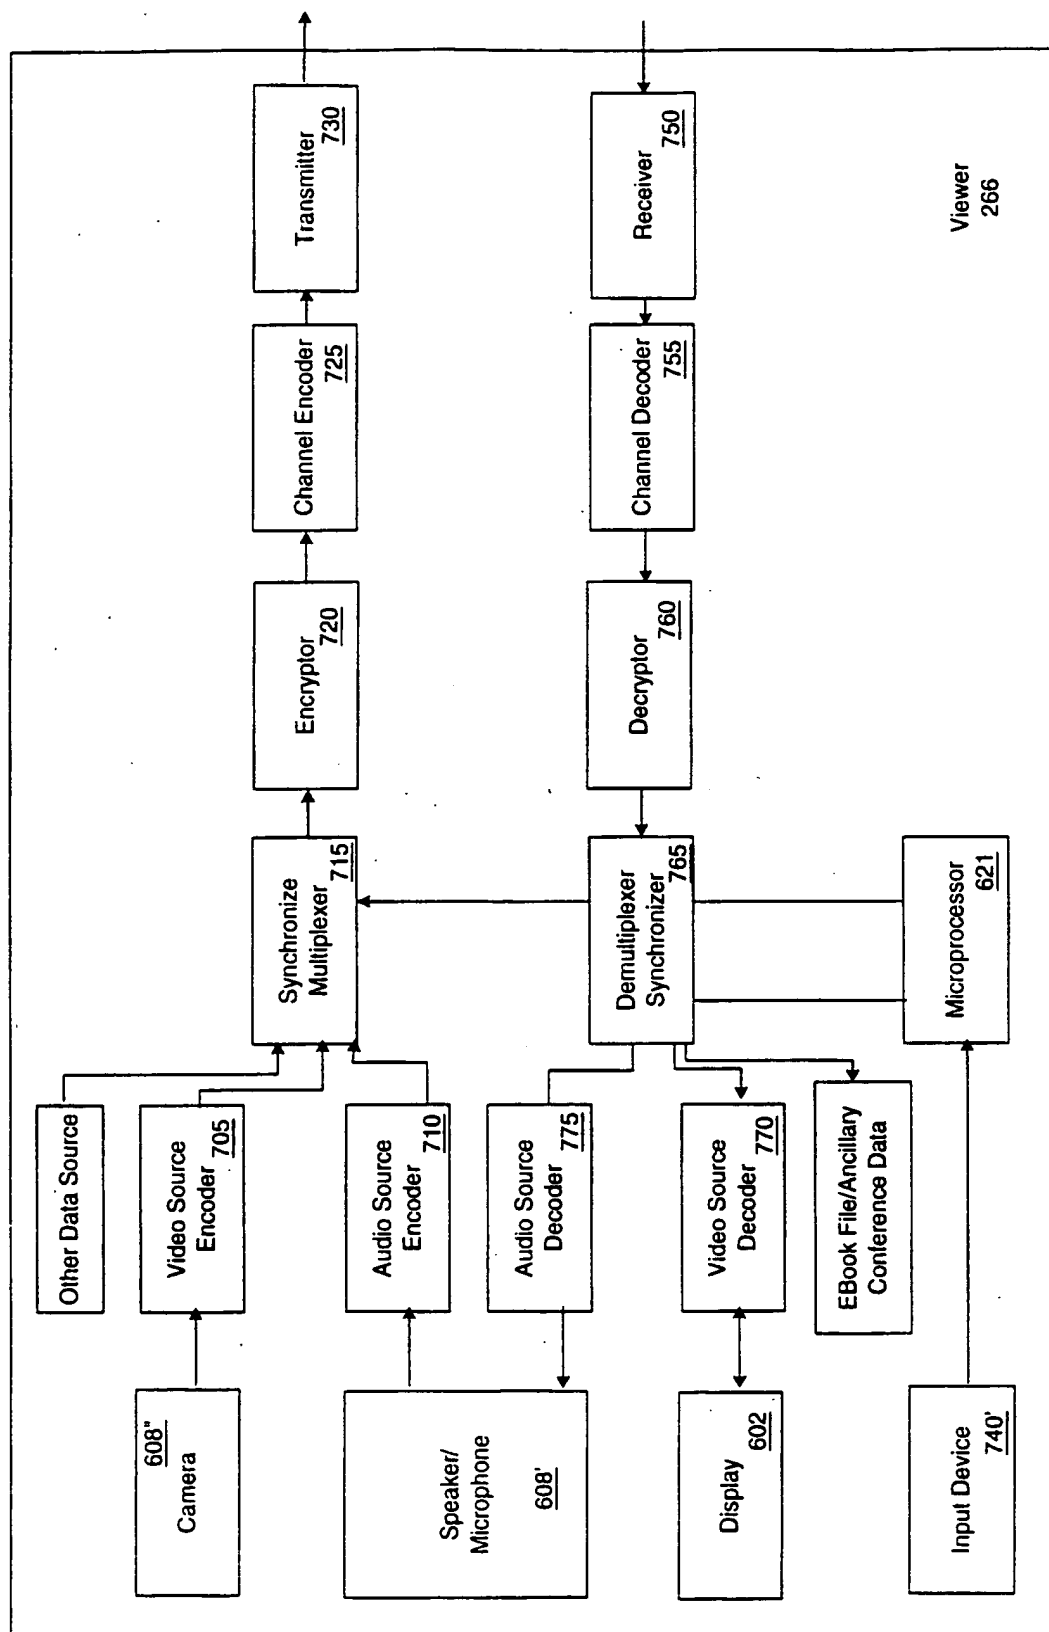 Camera
608"
Speaker/
Microphone
608'
Display
602
Input Device
740'
Other Data Source
Video Source
Encoder
705
Audio Source
Encoder
710
Audio Source
Decoder
775
Video Source
Decoder
770
EBook File/Ancillary
Conference Data
Synchronize
Multiplexer
715
Demultiplexer
Synchronizer
765
Microprocessor
621
Encryptor
720
Decryptor
760
Channel Encoder
725
Channel Decoder
755
Transmitter
730
Receiver
750
Viewer
266